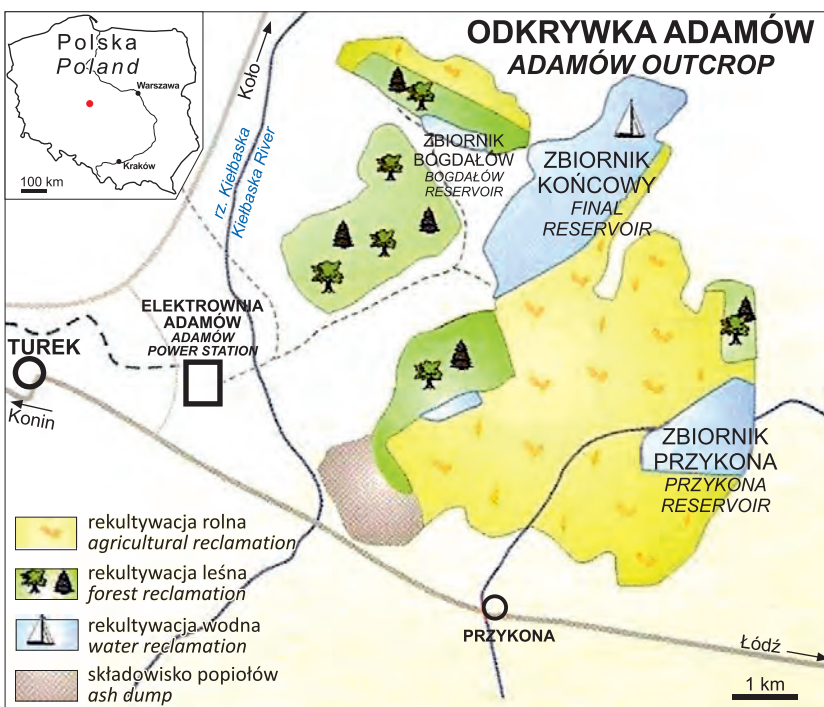 ODKRYWKA ADAMÓW
ADAMÓW OUTCROP
Polska
Poland
Warszawa
Kraków
100 km
Koło
rz. Kiełbaska
Kiełbaska River
ZBIORNIK
BOGDAŁÓW
BOGDAŁÓW
RESERVOIR
ZBIORNIK
KOŃCOWY
FINAL
RESERVOIR
ELEKTROWNIA
ADAMÓW
ADAMÓW
POWER STATION
TUREK
Konin
ZBIORNIK
PRZYKONA
PRZYKONA
RESERVOIR
rekultywacja rolna
agricultural reclamation
rekultywacja leśna
forest reclamation
rekultywacja wodna
water reclamation
składowisko popiołów
ash dump
PRZYKONA
Łódź
1 km